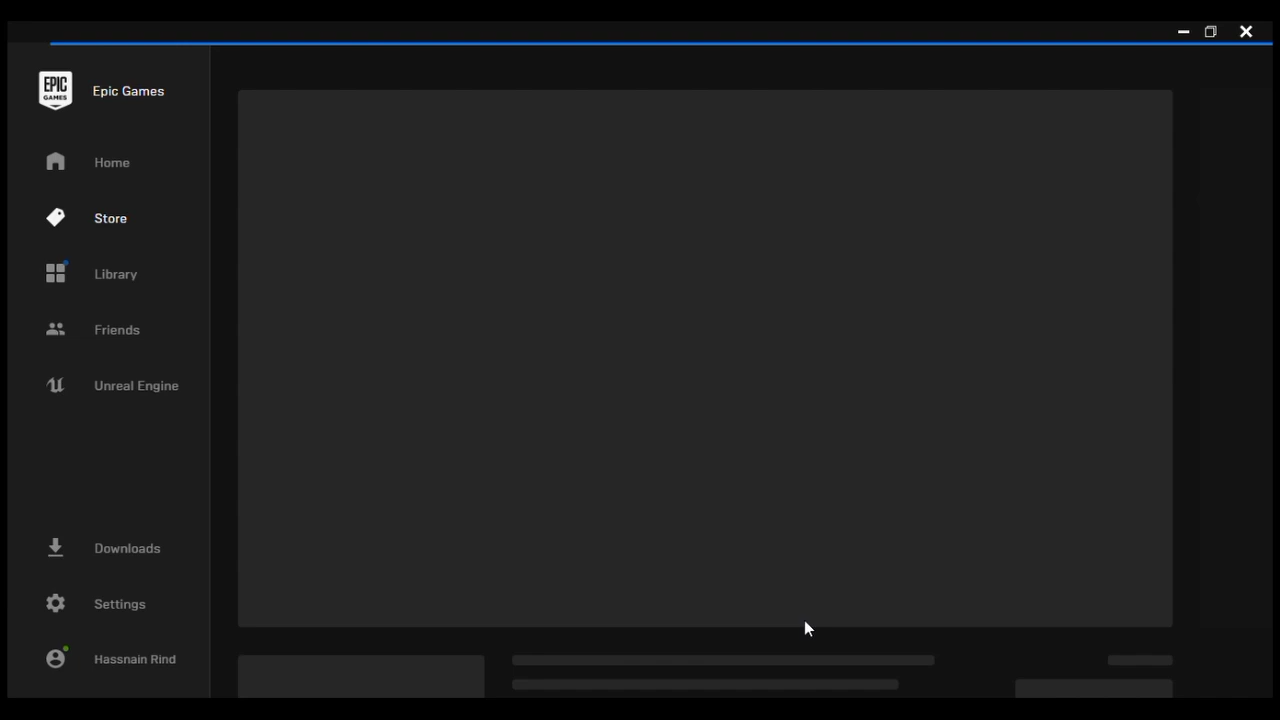 EPIC
GAMES
Epic Games
Home
Store
Library
Friends
Unreal Engine
Downloads
Settings
Hassnain Rind